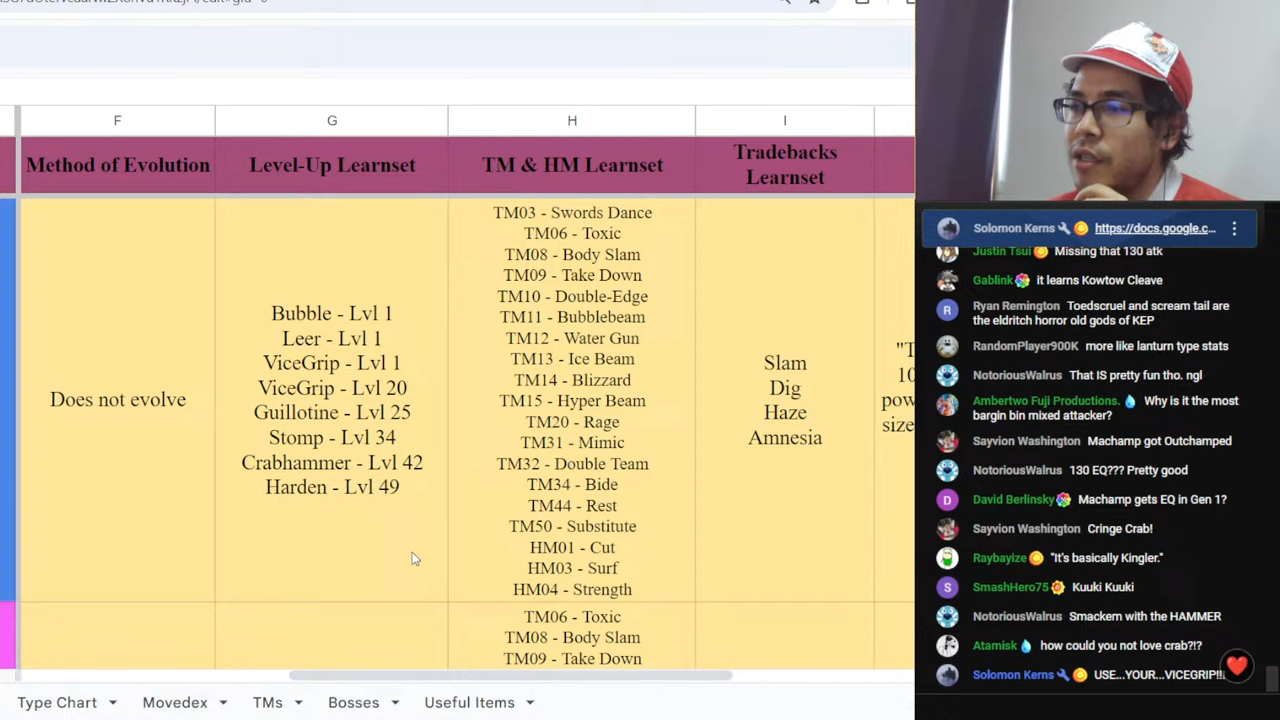 F
G
H
I
Method of Evolution
Level-Up Learnset
TM & HM Learnset
Tradebacks
Learnset
Does not evolve
Bubble - Lvl 1
Leer - Lvl 1
ViceGrip - Lvl 1
ViceGrip - Lvl 20
Guillotine - Lvl 25
Stomp - Lvl 34
Crabhammer - Lvl 42
Harden - Lvl 49
TM03 - Swords Dance
TM06 - Toxic
TM08 - Body Slam
TM09 - Take Down
TM10 - Double-Edge
TM11 - Bubblebeam
TM12 - Water Gun
TM13 - Ice Beam
TM14 - Blizzard
TM15 - Hyper Beam
TM20 - Rage
TM31 - Mimic
TM32 - Double Team
TM34 - Bide
TM44 - Rest
TM50 - Substitute
HM01 - Cut
HM03 - Surf
HM04 - Strength
Slam
Dig
Haze
Amnesia
"T
10
pow
size
TM06 - Toxic
TM08 - Body Slam
TM09 - Take Down
Type Chart
Movedex
TMs
Bosses
Useful Items
Solomon Kerns https://docs.google.c...
Justin Tsui Missing that 130 atk
Gablink it learns Kowtow Cleave
R
Ryan Remington Toedscruel and scream tail are
the eldritch horror old gods of KEP
RandomPlayer900K more like lanturn type stats
NotoriousWalrus That IS pretty fun tho. ngl
Ambertwo Fuji Productions. Why is it the most
bargin bin mixed attacker?
Sayvion Washington Machamp got Outchamped
NotoriousWalrus 130 EQ??? Pretty good
D
David Berlinsky Machamp gets EQ in Gen 1?
Sayvion Washington Cringe Crab!
Raybayize "It's basically Kingler."
S
SmashHero75 Kuuki Kuuki
NotoriousWalrus Smackem with the HAMMER
Atamisk how could you not love crab?!?
Solomon Kerns USE...YOUR...VICEGRIP!!!